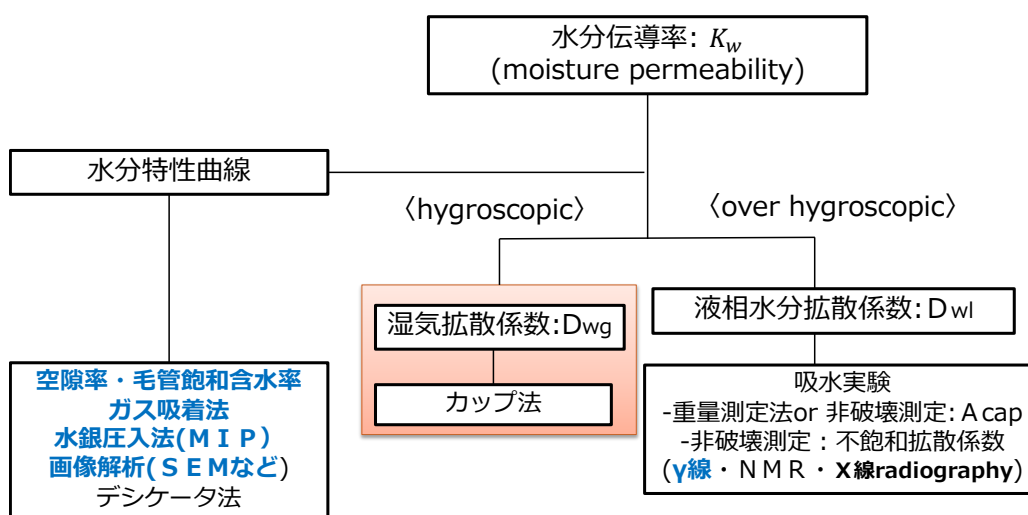 水分伝導率: K_w
(moisture permeability)
水分特性曲線
〈hygroscopic〉
〈over hygroscopic〉
湿気拡散係数:Dwg
カップ法
液相水分拡散係数:Dwl
空隙率・毛管飽和含水率
ガス吸着法
水銀圧入法(ＭＩＰ)
画像解析(ＳＥＭなど)
デシケータ法
吸水実験
-重量測定法or 非破壊測定: A cap
-非破壊測定：不飽和拡散係数
(γ線・ＮＭＲ・X線radiography)